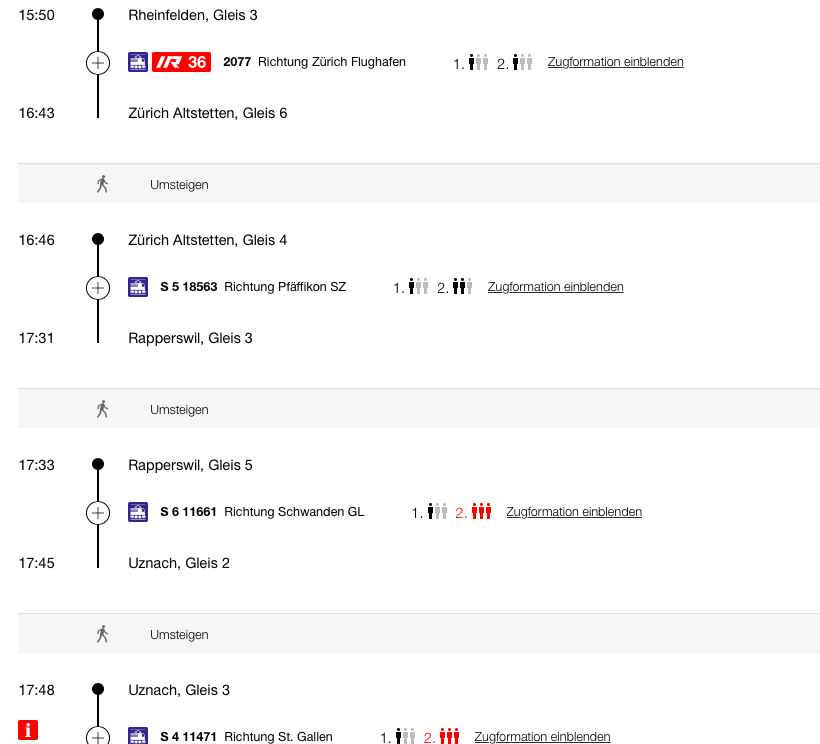 15:50 Rheinfelden, Gleis 3
IR 36 2077 Richtung Zürich Flughafen 1. 2. Zugformation einblenden
16:43 Zürich Altstetten, Gleis 6
Umsteigen
16:46 Zürich Altstetten, Gleis 4
S 5 18563 Richtung Pfäffikon SZ 1. 2. Zugformation einblenden
17:31 Rapperswil, Gleis 3
Umsteigen
17:33 Rapperswil, Gleis 5
S 6 11661 Richtung Schwanden GL 1. 2. Zugformation einblenden
17:45 Uznach, Gleis 2
Umsteigen
17:48 Uznach, Gleis 3
i S 4 11471 Richtung St. Gallen 1. 2. Zugformation einblenden